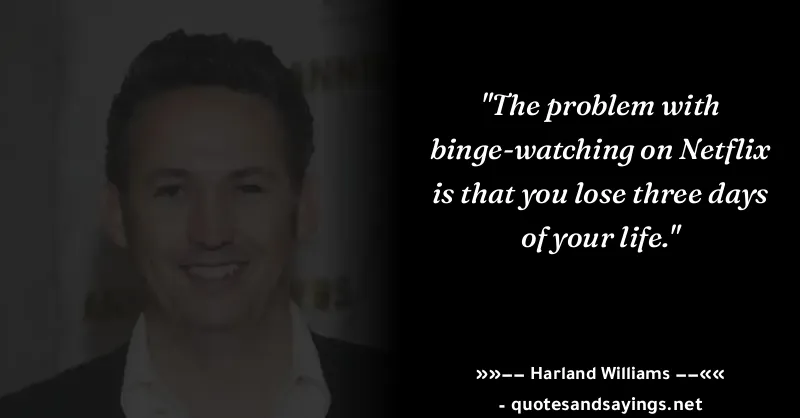 "The problem with
binge-watching on Netflix
is that you lose three days
of your life."
»»–– Harland Williams ––««
- quotesandsayings.net